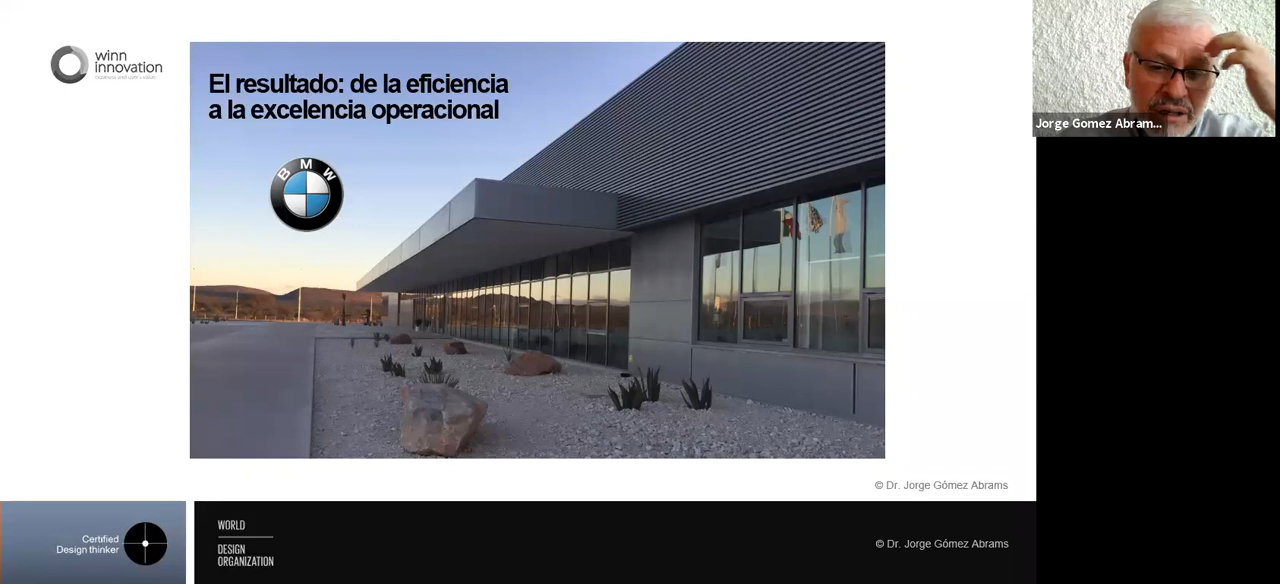 winn
innovation
El resultado: de la eficiencia
a la excelencia operacional
BMW
Jorge Gomez Abram...
© Dr. Jorge Gómez Abrams
Certified
Design thinker
WORLD
DESIGN
ORGANIZATION
© Dr. Jorge Gómez Abrams